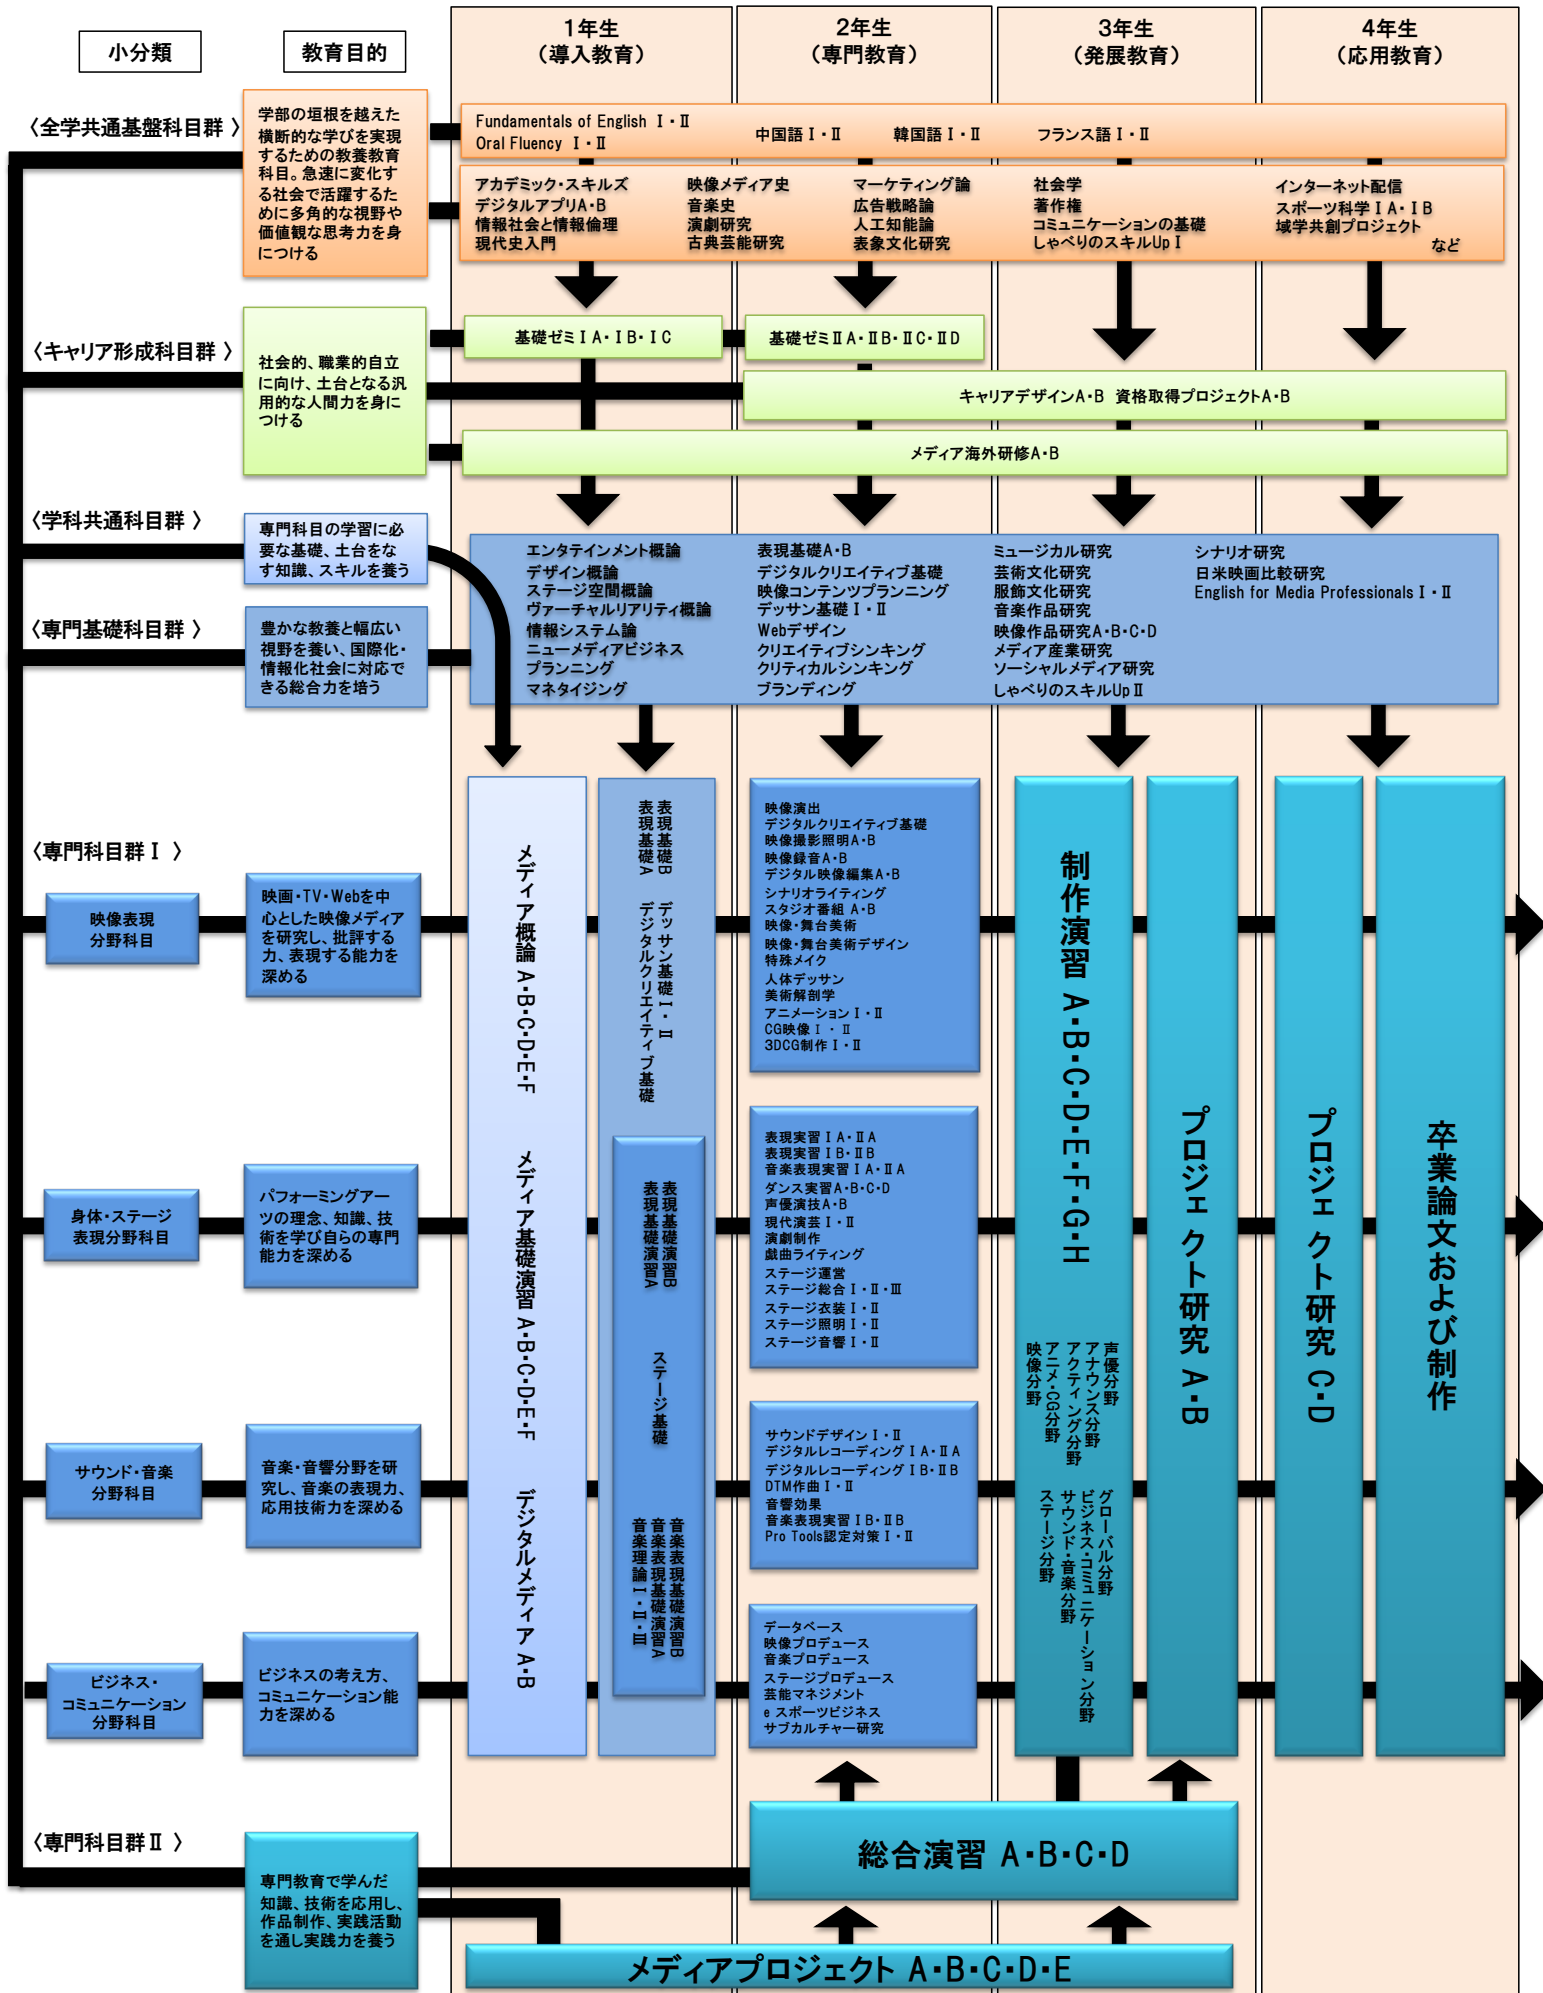 小分類
教育目的
1年生
（導入教育）
2年生
（専門教育）
3年生
（発展教育）
4年生
（応用教育）
〈全学共通基盤科目群 〉
学部の垣根を越えた
横断的な学びを実現
するための教養教育
科目。急速に変化す
る社会で活躍するた
めに多角的な視野や
価値観な思考力を身
につける
Fundamentals of English Ⅰ・Ⅱ
Oral Fluency Ⅰ・Ⅱ
中国語Ⅰ・Ⅱ
韓国語Ⅰ・Ⅱ
フランス語Ⅰ・Ⅱ
アカデミック・スキルズ
デジタルアプリA・B
情報社会と情報倫理
現代史入門
映像メディア史
音楽史
演劇研究
古典芸能研究
マーケティング論
広告戦略論
人工知能論
表象文化研究
社会学
著作権
コミュニケーションの基礎
しゃべりのスキルUpⅠ
インターネット配信
スポーツ科学ⅠA・ⅠB
域学共創プロジェクト
など
〈キャリア形成科目群 〉
社会的、職業的自立
に向け、土台となる汎
用的な人間力を身に
つける
基礎ゼミⅠA・ⅠB・ⅠC
基礎ゼミⅡA・ⅡB・ⅡC・ⅡD
キャリアデザインA・B 資格取得プロジェクトA・B
メディア海外研修A・B
〈学科共通科目群 〉
専門科目の学習に必
要な基礎、土台をな
す知識、スキルを養う
〈専門基礎科目群 〉
豊かな教養と幅広い
視野を養い、国際化・
情報化社会に対応で
きる総合力を培う
エンタテインメント概論
デザイン概論
ステージ空間概論
ヴァーチャルリアリティ概論
情報システム論
ニューメディアビジネス
プランニング
マネタイジング
表現基礎A・B
デジタルクリエイティブ基礎
映像コンテンツプランニング
デッサン基礎Ⅰ・Ⅱ
Webデザイン
クリエイティブシンキング
クリティカルシンキング
ブランディング
ミュージカル研究
芸術文化研究
服飾文化研究
音楽作品研究
映像作品研究A・B・C・D
メディア産業研究
ソーシャルメディア研究
しゃべりのスキルUpⅡ
シナリオ研究
日米映画比較研究
English for Media Professionals Ⅰ・Ⅱ
〈専門科目群Ⅰ 〉
映像表現
分野科目
映画・TV・Webを中
心とした映像メディア
を研究し、批評する
力、表現する能力を
深める
身体・ステージ
表現分野科目
パフォーミングアー
ツの理念、知識、技
術を学び自らの専門
能力を深める
サウンド・音楽
分野科目
音楽・音響分野を研
究し、音楽の表現力、
応用技術力を深める
ビジネス・
コミュニケーション
分野科目
ビジネスの考え方、
コミュニケーション能
力を深める
メディア概論 A・B・C・D・E・F
メディア基礎演習 A・B・C・D・E・F
デジタルメディア A・B
表現基礎B
表現基礎A
デッサン基礎Ⅰ・Ⅱ
デジタルクリエイティブ基礎
表現基礎演習B
表現基礎演習A
ステージ基礎
音楽表現基礎演習B
音楽表現基礎演習A
音楽理論Ⅰ・Ⅱ・Ⅲ
映像演出
デジタルクリエイティブ基礎
映像撮影照明A・B
映像録音A・B
デジタル映像編集A・B
シナリオライティング
スタジオ番組 A・B
映像・舞台美術
映像・舞台美術デザイン
特殊メイク
人体デッサン
美術解剖学
アニメーションⅠ・Ⅱ
CG映像Ⅰ・Ⅱ
3DCG制作Ⅰ・Ⅱ
表現実習ⅠA・ⅡA
表現実習ⅠB・ⅡB
音楽表現実習ⅠA・ⅡA
ダンス実習A・B・C・D
声優演技A・B
現代演芸Ⅰ・Ⅱ
演劇制作
戯曲ライティング
ステージ運営
ステージ総合Ⅰ・Ⅱ・Ⅲ
ステージ衣装Ⅰ・Ⅱ
ステージ照明Ⅰ・Ⅱ
ステージ音響Ⅰ・Ⅱ
サウンドデザインⅠ・Ⅱ
デジタルレコーディングⅠA・ⅡA
デジタルレコーディングⅠB・ⅡB
DTM作曲Ⅰ・Ⅱ
音響効果
音楽表現実習ⅠB・ⅡB
Pro Tools認定対策Ⅰ・Ⅱ
データベース
映像プロデュース
音楽プロデュース
ステージプロデュース
芸能マネジメント
e スポーツビジネス
サブカルチャー研究
制作演習 A・B・C・D・E・F・G・H
声優分野
アナウンス分野
アクティング分野
アニメ・CG分野
映像分野
グローバル分野
ビジネス・コミュニケーション分野
サウンド・音楽分野
ステージ分野
プロジェクト研究 A・B
プロジェクト研究 C・D
卒業論文および制作
〈専門科目群Ⅱ 〉
専門教育で学んだ
知識、技術を応用し、
作品制作、実践活動
を通し実践力を養う
総合演習 A・B・C・D
メディアプロジェクト A・B・C・D・E